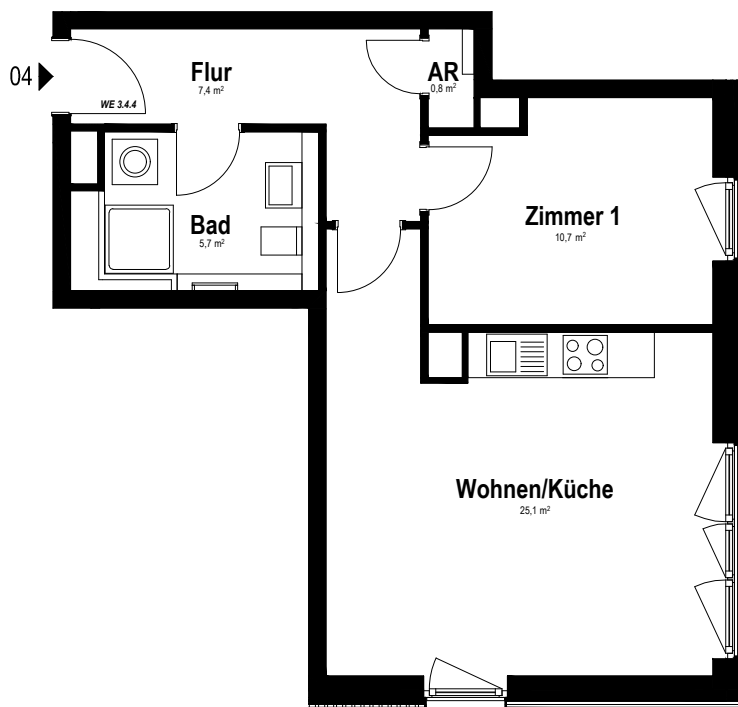 Flur
7,4 m²
AR
0,8 m²
04
WE 3.4.4
Bad
5,7 m²
Zimmer 1
10,7 m²
Wohnen/Küche
25,1 m²